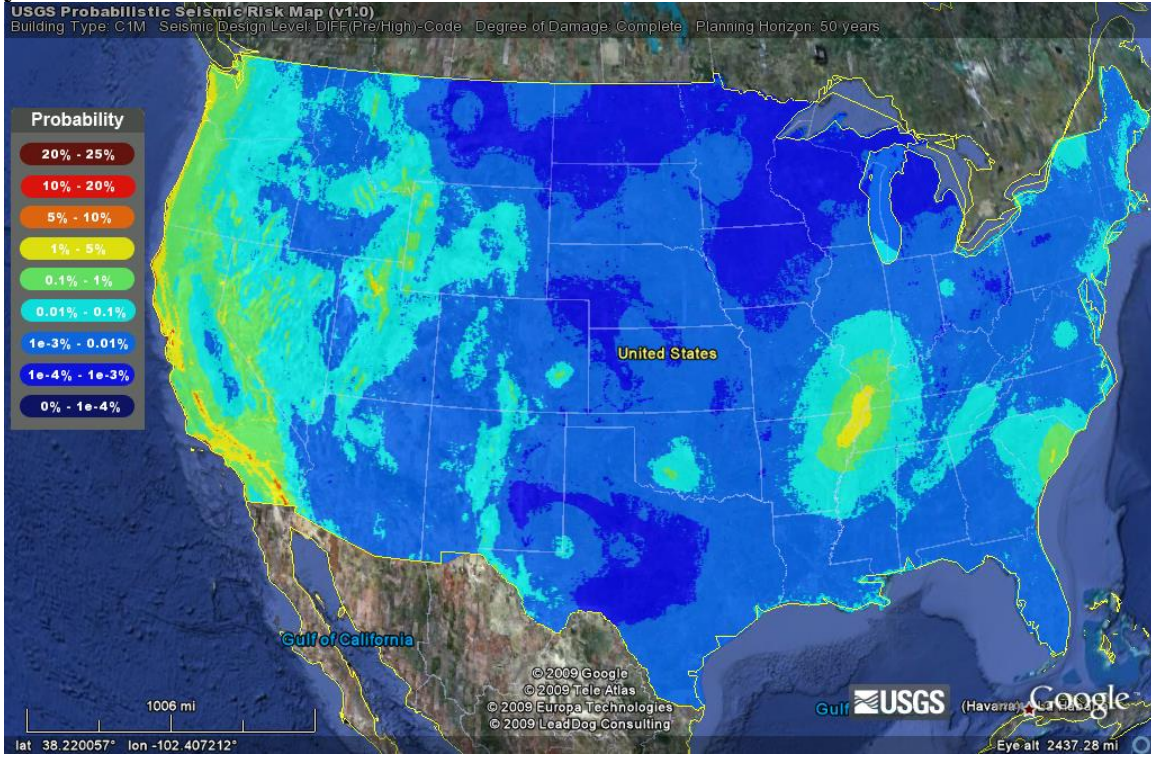 USGS Probabilistic Seismic Risk Map (v1.0)
Building Type: C1M Seismic Design Level: DIFF(Pre/High)-Code Degree of Damage: Complete Planning Horizon: 50 years
Probability
20% - 25%
10% - 20%
5% - 10%
1% - 5%
0.1% - 1%
0.01% - 0.1%
1e-3% - 0.01%
1e-4% - 1e-3%
0% - 1e-4%
United States
Gulf of California
© 2009 Google
© 2009 Tele Atlas
© 2009 Europa Technologies
© 2009 LeadDog Consulting
1006 mi
Gulf
USGS
(Havana)
Google
lat 38.220057° lon -102.407212°
Eye alt 2437.28 mi